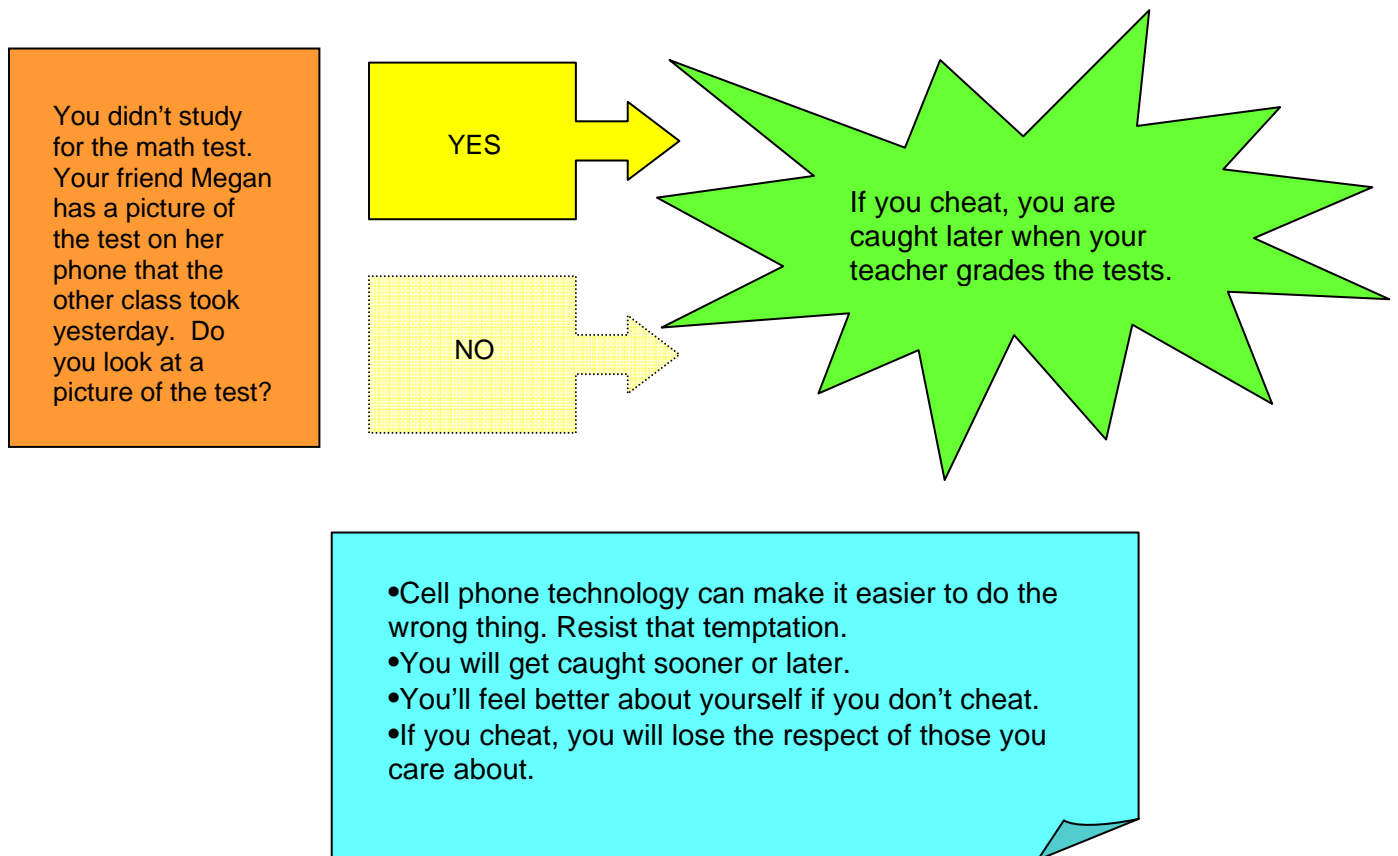 You didn’t study
for the math test.
Your friend Megan
has a picture of
the test on her
phone that the
other class took
yesterday.  Do
you look at a
picture of the test?
YES
NO
If you cheat, you are
caught later when your
teacher grades the tests.
•Cell phone technology can make it easier to do the
wrong thing. Resist that temptation.
•You will get caught sooner or later.
•You’ll feel better about yourself if you don’t cheat.
•If you cheat, you will lose the respect of those you
care about.